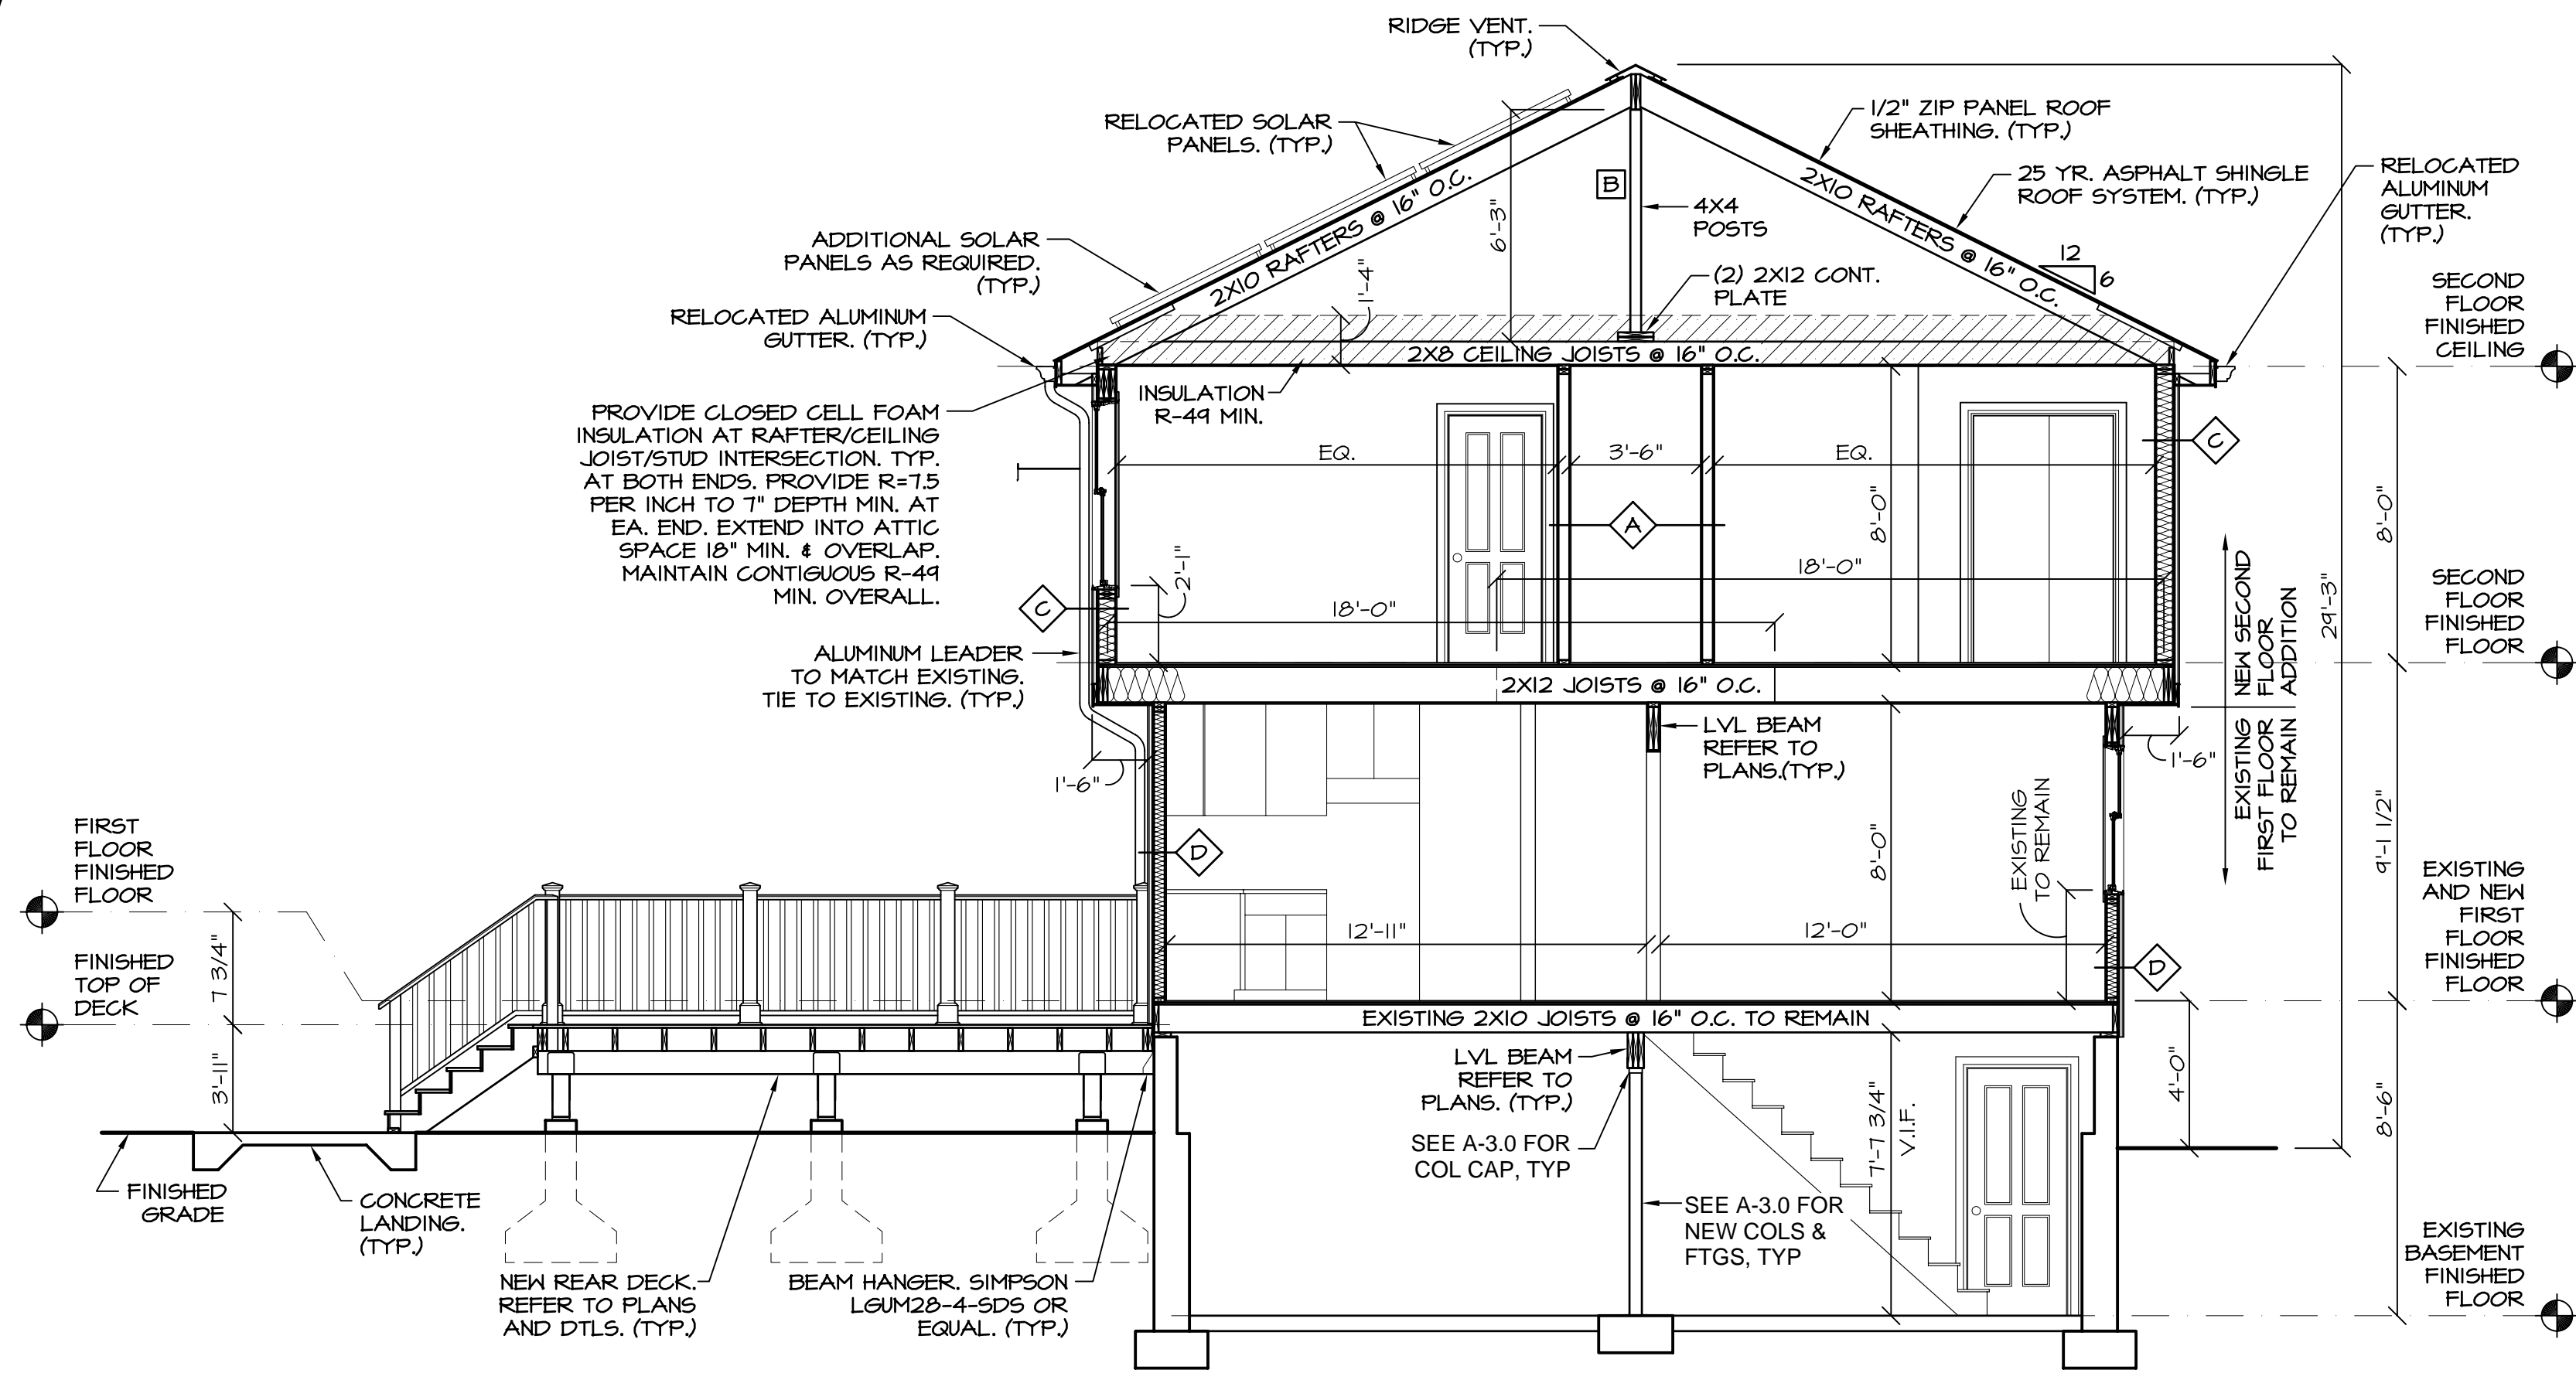 RIDGE VENT.
(TYP.)
RELOCATED SOLAR
PANELS. (TYP.)
1/2" ZIP PANEL ROOF
SHEATHING. (TYP.)
25 YR. ASPHALT SHINGLE
ROOF SYSTEM. (TYP.)
RELOCATED
ALUMINUM
GUTTER.
(TYP.)
2X10 RAFTERS @ 16" O.C.
2X10 RAFTERS @ 16" O.C.
6'-3"
B
4X4
POSTS
ADDITIONAL SOLAR
PANELS AS REQUIRED.
(TYP.)
1'-4"
(2) 2X12 CONT.
PLATE
12
6
SECOND
FLOOR
FINISHED
CEILING
RELOCATED ALUMINUM
GUTTER. (TYP.)
2X8 CEILING JOISTS @ 16" O.C.
INSULATION
R-49 MIN.
PROVIDE CLOSED CELL FOAM
INSULATION AT RAFTER/CEILING
JOIST/STUD INTERSECTION. TYP.
AT BOTH ENDS. PROVIDE R=7.5
PER INCH TO 7" DEPTH MIN. AT
EA. END. EXTEND INTO ATTIC
SPACE 18" MIN. & OVERLAP.
MAINTAIN CONTIGUOUS R-49
MIN. OVERALL.
EQ.
3'-6"
EQ.
C
A
8'-0"
8'-0"
2'-1"
18'-0"
18'-0"
C
29'-3"
NEW SECOND
FLOOR
ADDITION
SECOND
FLOOR
FINISHED
FLOOR
ALUMINUM LEADER
TO MATCH EXISTING.
TIE TO EXISTING. (TYP.)
2X12 JOISTS @ 16" O.C.
LVL BEAM
REFER TO
PLANS.(TYP.)
1'-6"
1'-6"
EXISTING
FIRST FLOOR
TO REMAIN
EXISTING
TO REMAIN
D
8'-0"
9'-1 1/2"
12'-11"
12'-0"
D
FIRST
FLOOR
FINISHED
FLOOR
7 3/4"
FINISHED
TOP OF
DECK
3'-11"
EXISTING
AND NEW
FIRST
FLOOR
FINISHED
FLOOR
EXISTING 2X10 JOISTS @ 16" O.C. TO REMAIN
LVL BEAM
REFER TO
PLANS. (TYP.)
SEE A-3.0 FOR
COL CAP, TYP
7'-7 3/4"
V.I.F.
4'-0"
8'-6"
SEE A-3.0 FOR
NEW COLS &
FTGS, TYP
FINISHED
GRADE
CONCRETE
LANDING.
(TYP.)
NEW REAR DECK.
REFER TO PLANS
AND DTLS. (TYP.)
BEAM HANGER. SIMPSON
LGUM28-4-SDS OR
EQUAL. (TYP.)
EXISTING
BASEMENT
FINISHED
FLOOR